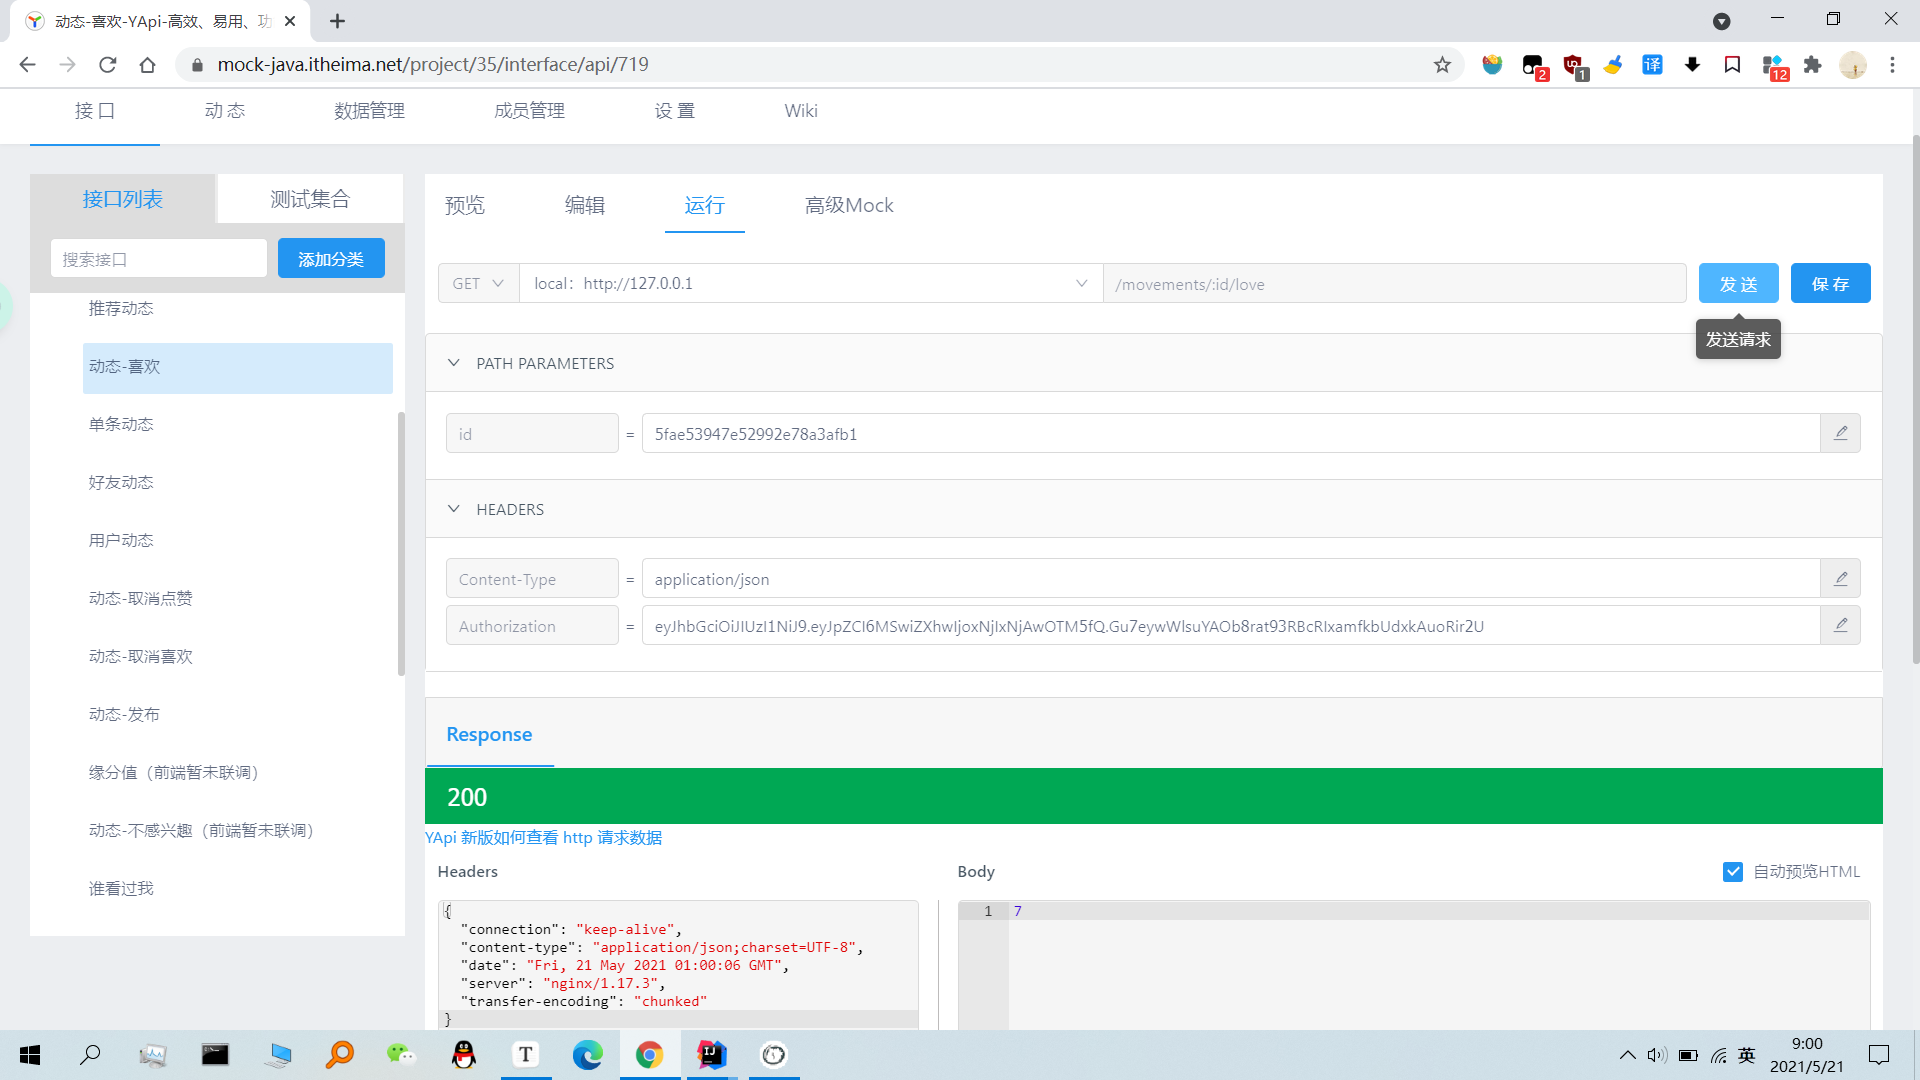 动态-喜欢-YApi-高效、易用、功
mock-java.itheima.net/project/35/interface/api/719
2
1
译
12
接 口
动 态
数据管理
成员管理
设 置
Wiki
接口列表
测试集合
搜索接口
添加分类
推荐动态
动态-喜欢
单条动态
好友动态
用户动态
动态-取消点赞
动态-取消喜欢
动态-发布
缘分值（前端暂未联调）
动态-不感兴趣（前端暂未联调）
谁看过我
预览
编辑
运行
高级Mock
GET
local：http://127.0.0.1
/movements/:id/love
发 送
保 存
发送请求
PATH PARAMETERS
id
=
5fae53947e52992e78a3afb1
HEADERS
Content-Type
=
application/json
Authorization
=
eyJhbGciOiJIUzI1NiJ9.eyJpZCI6MSwiZXhwIjoxNjIxNjAwOTM5fQ.Gu7eywWlsuYAOb8rat93RBcRIxamfkbUdxkAuoRir2U
Response
200
YApi 新版如何查看 http 请求数据
Headers
Body
自动预览HTML
{
"connection": "keep-alive",
"content-type": "application/json;charset=UTF-8",
"date": "Fri, 21 May 2021 01:00:06 GMT",
"server": "nginx/1.17.3",
"transfer-encoding": "chunked"
}
1
7
T
IJ
英
9:00
2021/5/21